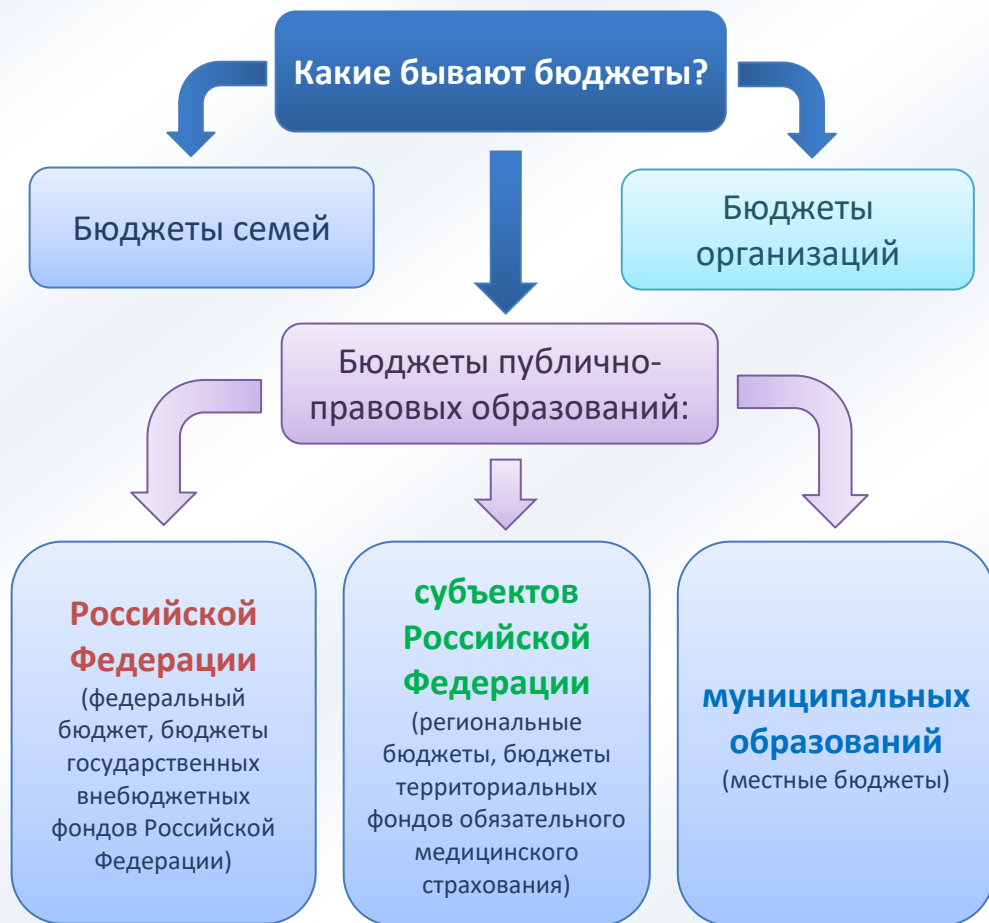 Какие бывают бюджеты?
Бюджеты семей
Бюджеты
организаций
Бюджеты публично-
правовых образований:
Российской
Федерации
(федеральный
бюджет, бюджеты
государственных
внебюджетных
фондов Российской
Федерации)
субъектов
Российской
Федерации
(региональные
бюджеты, бюджеты
территориальных
фондов обязательного
медицинского
страхования)
муниципальных
образований
(местные бюджеты)